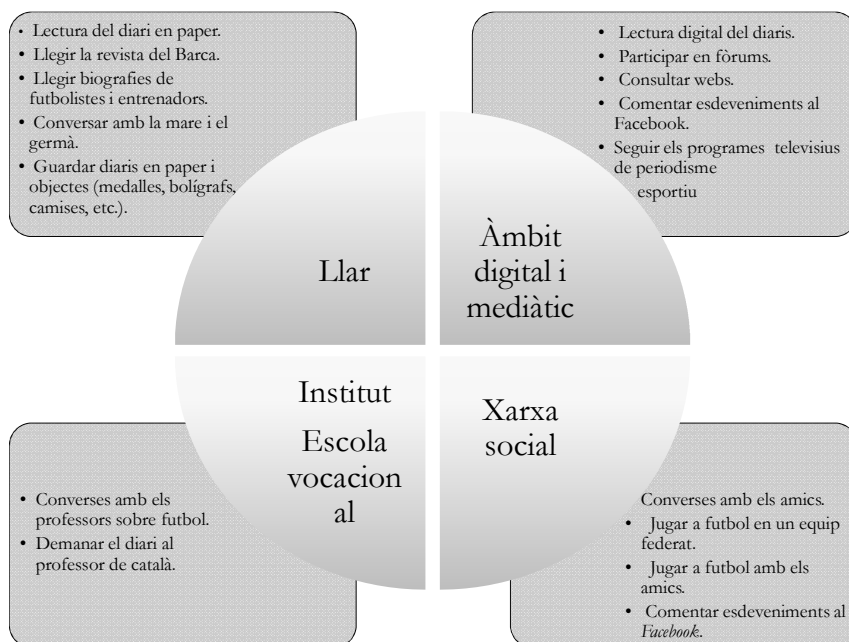 • Lectura del diari en paper.
• Llegir la revista del Barca.
• Llegir biografies de
futbolistes i entrenadors.
• Conversar amb la mare i el
germà.
• Guardar diaris en paper i
objectes (medalles, bolígrafs,
camises, etc.).
• Lectura digital del diaris.
• Participar en fòrums.
• Consultar webs.
• Comentar esdeveniments al
Facebook.
• Seguir els programes televisius
de periodisme
esportiu
Llar
Àmbit
digital i
mediàtic
Institut
Escola
vocacion
al
Xarxa
social
• Converses amb els
professors sobre futbol.
• Demanar el diari al
professor de català.
Converses amb els amics.
• Jugar a futbol en un equip
federat.
• Jugar a futbol amb els
amics.
• Comentar esdeveniments al
Facebook.